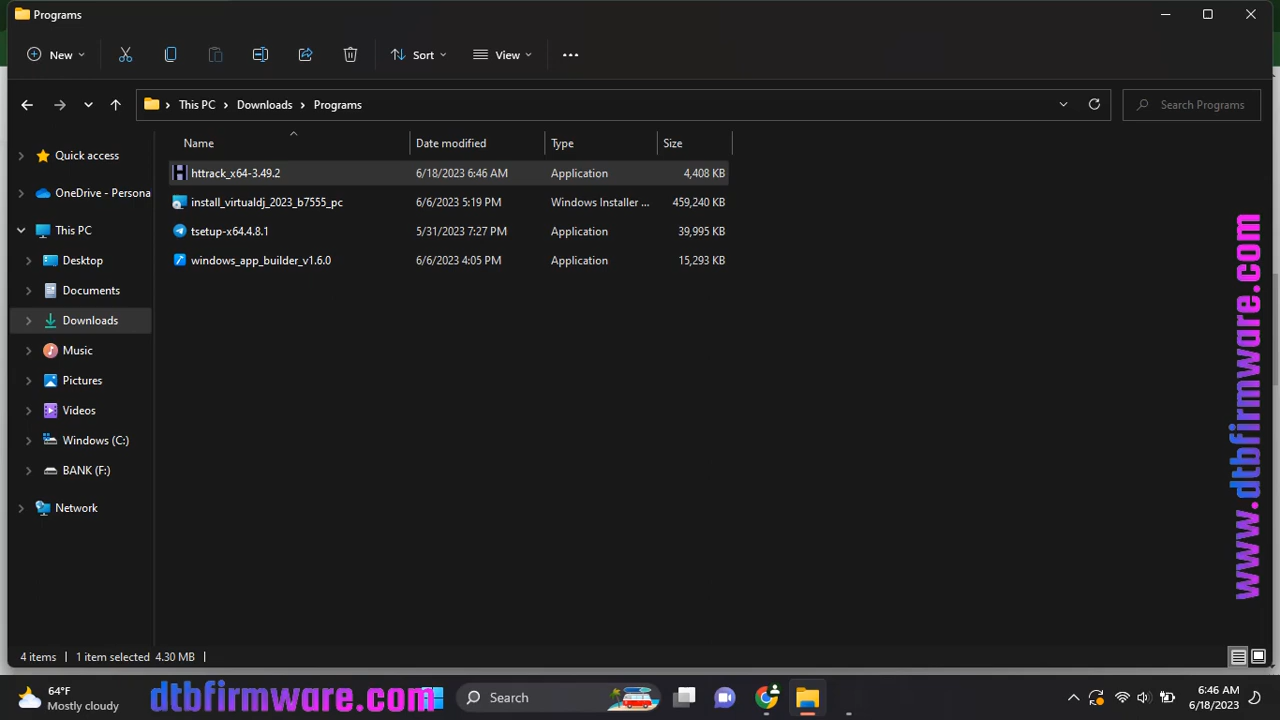 Programs
New
Sort
View
This PC
Downloads
Programs
Search Programs
Name
Date modified
Type
Size
Quick access
OneDrive - Persona
This PC
Desktop
Documents
Downloads
Music
Pictures
Videos
Windows (C:)
BANK (F:)
Network
httrack_x64-3.49.2 6/18/2023 6:46 AM Application 4,408 KB
install_virtualdj_2023_b7555_pc 6/6/2023 5:19 PM Windows Installer ... 459,240 KB
tsetup-x64.4.8.1 5/31/2023 7:27 PM Application 39,995 KB
windows_app_builder_v1.6.0 6/6/2023 4:05 PM Application 15,293 KB
www.dtbfirmware.com
4 items 1 item selected 4.30 MB
64°F
Mostly cloudy
dtbfirmware.com
Search
6:46 AM
6/18/2023